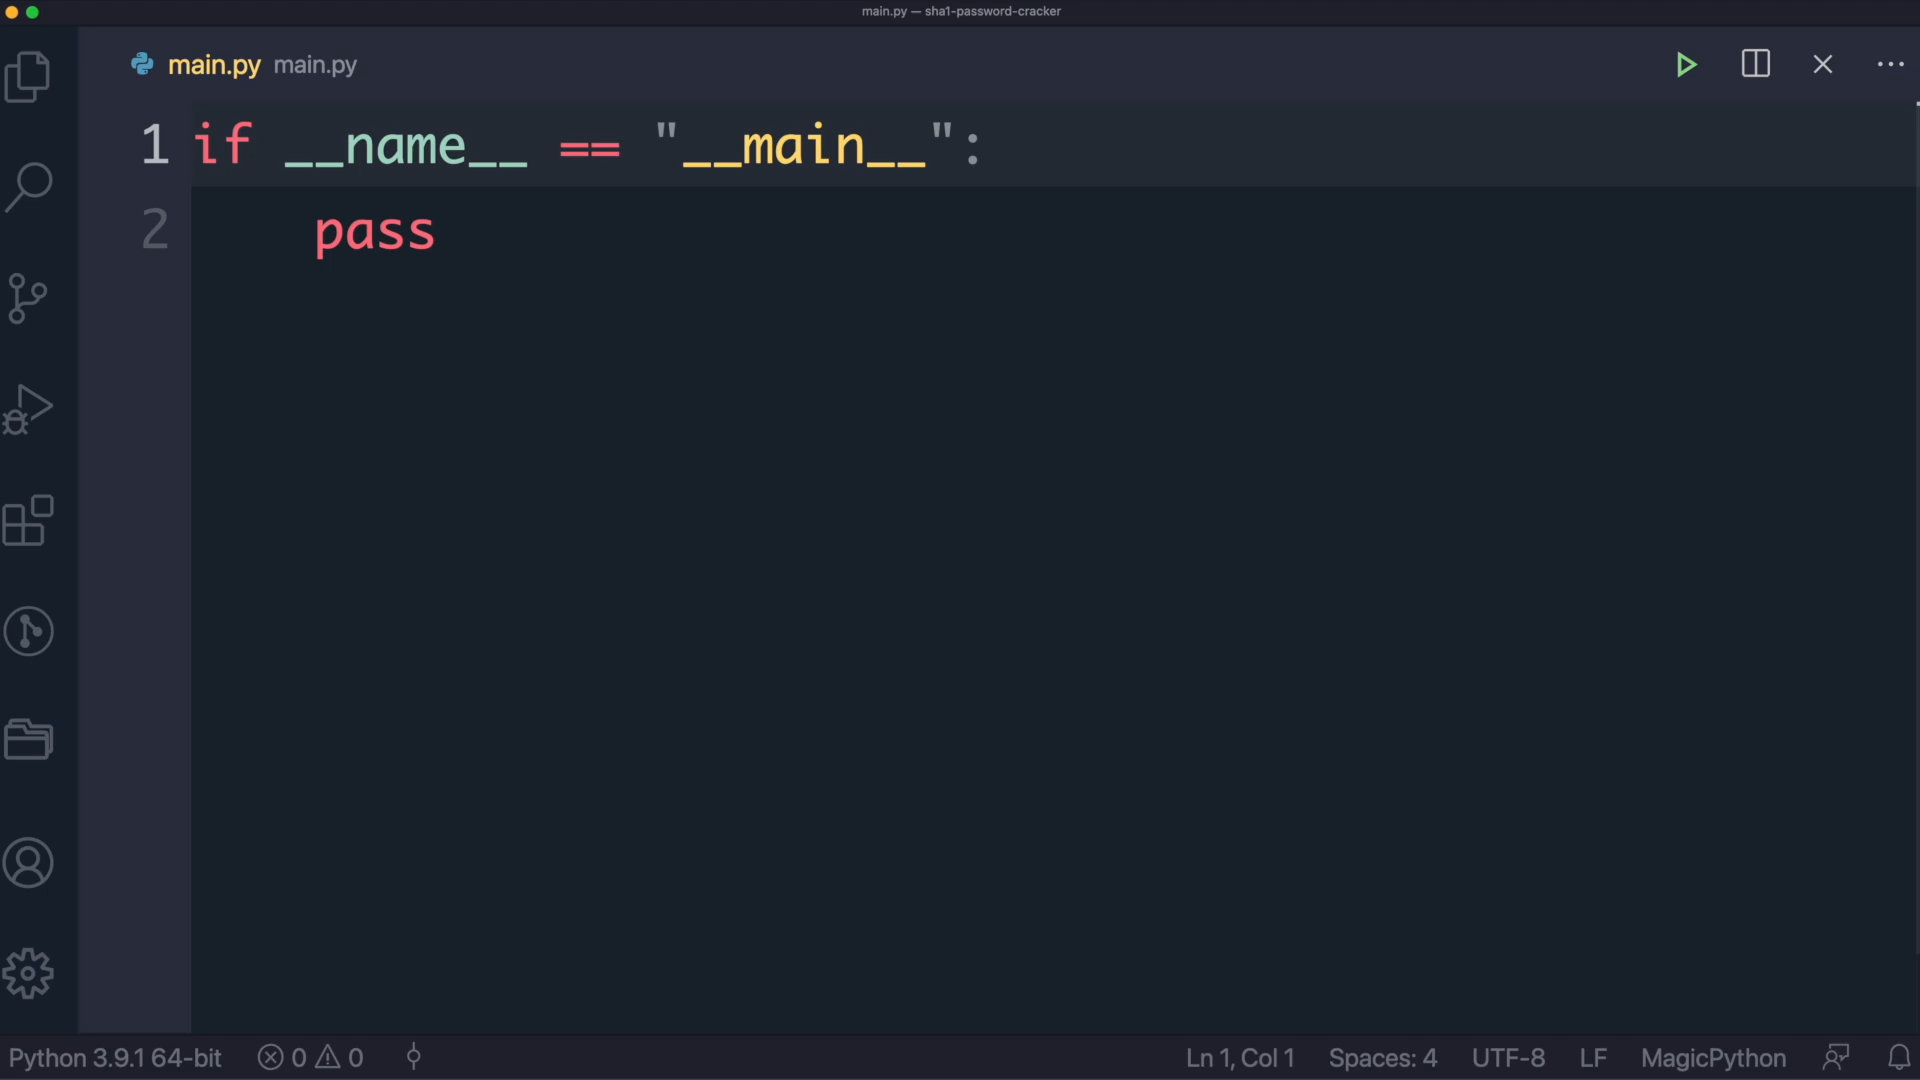 main.py — sha1-password-cracker
main.py main.py
1 if __name__ == "__main__":
2 pass
Python 3.9.1 64-bit 0 0 Ln 1, Col 1 Spaces: 4 UTF-8 LF MagicPython